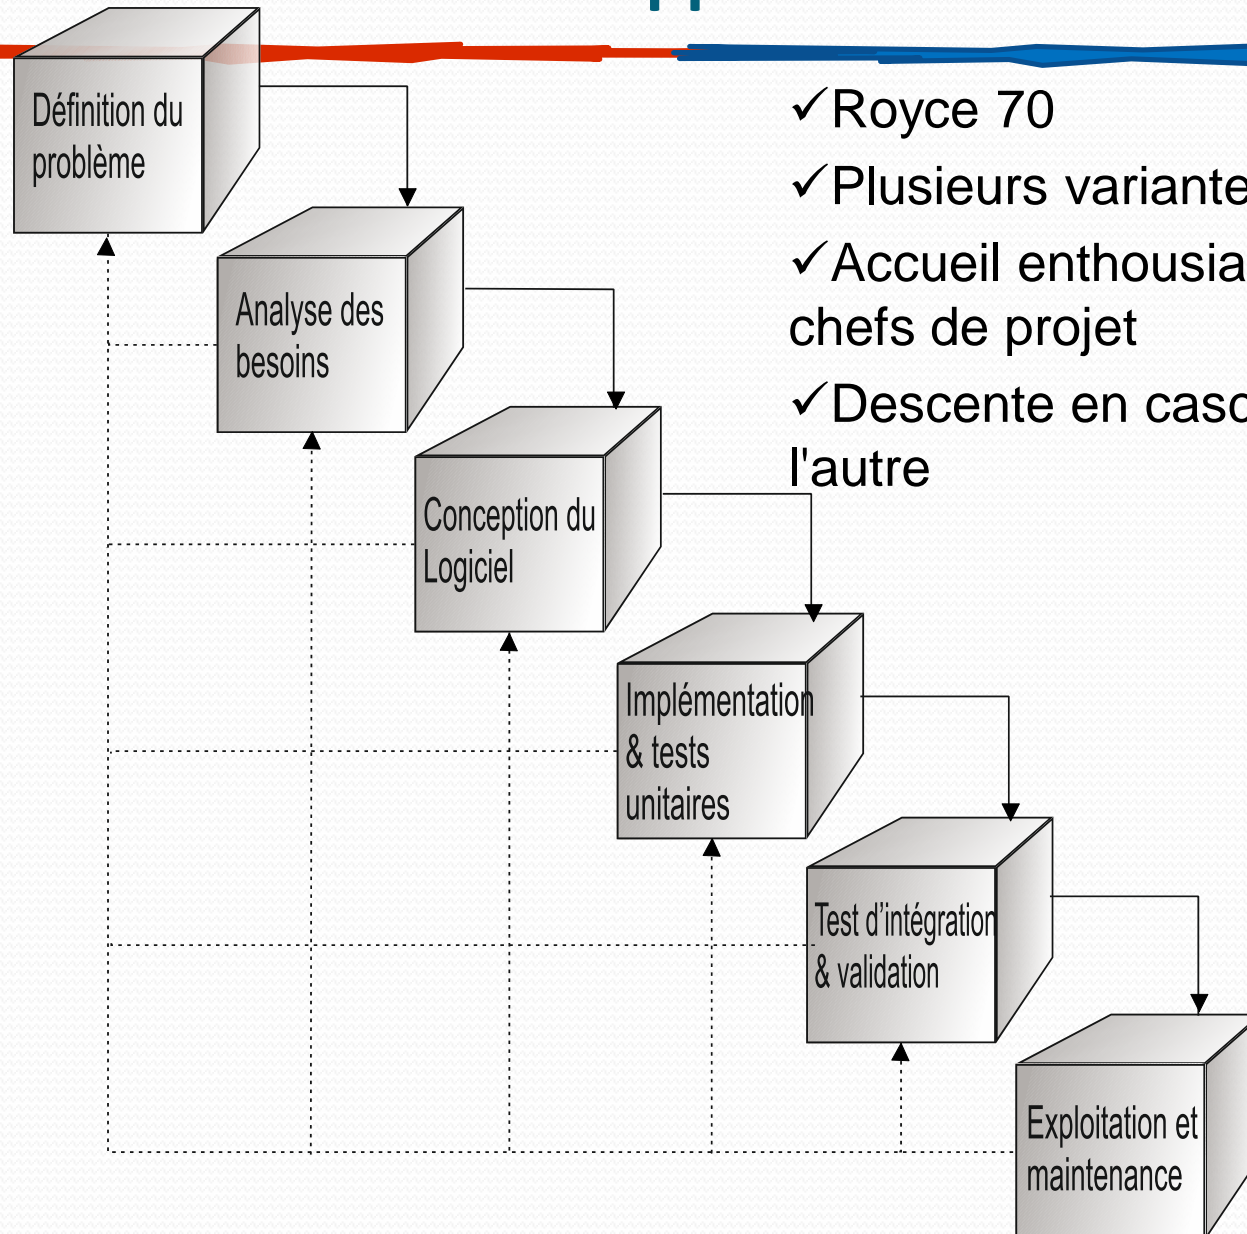 Définition du
problème
Analyse des
besoins
Conception du
Logiciel
Implémentation
& tests
unitaires
Test d’intégration
& validation
Exploitation et
maintenance
✓Royce 70
✓Plusieurs variante
✓Accueil enthousia
chefs de projet
✓Descente en casc
l'autre